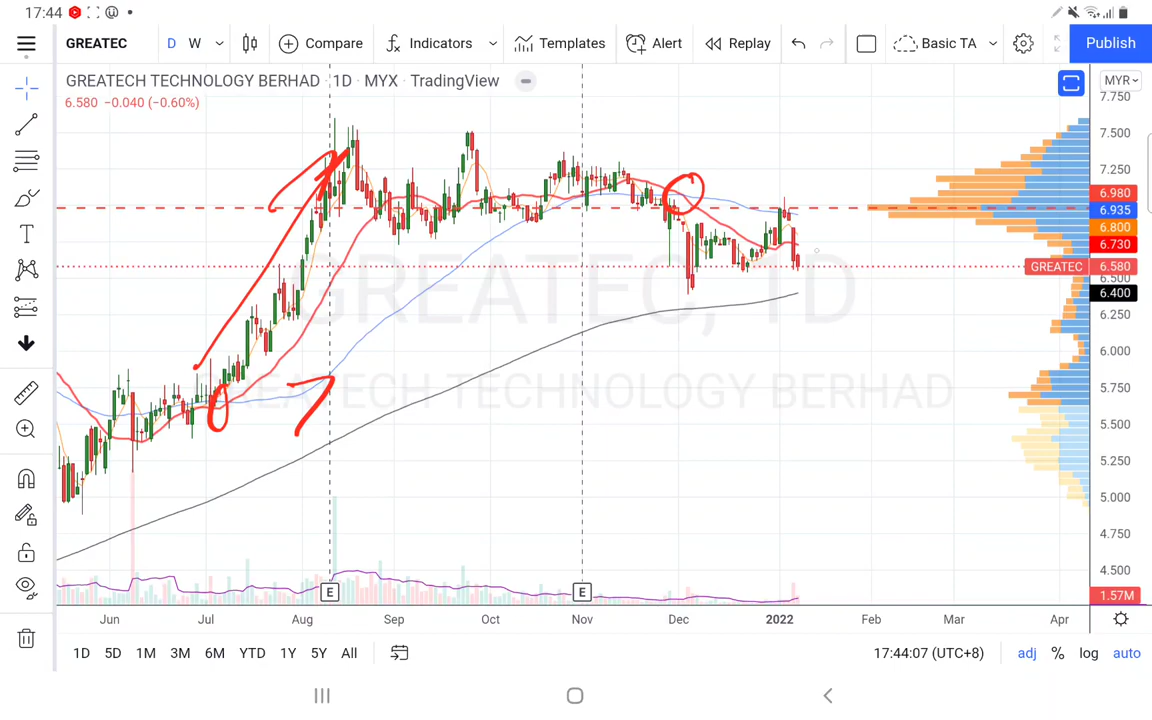 17:44
GREATEC D W Compare Indicators Templates Alert Replay Basic TA Publish
GREATECH TECHNOLOGY BERHAD · 1D · MYX · TradingView
MYR
6.580 −0.040 (−0.60%)
7.750
7.500
7.250
6.980
6.935
6.800
6.730
GREATEC 6.580
6.500
6.400
6.250
6.000
5.750
5.500
5.250
5.000
4.750
4.500
1.57M
GREATEC, 1D
GREATECH TECHNOLOGY BERHAD
E E
Jun Jul Aug Sep Oct Nov Dec 2022 Feb Mar Apr
1D 5D 1M 3M 6M YTD 1Y 5Y All 17:44:07 (UTC+8) adj % log auto